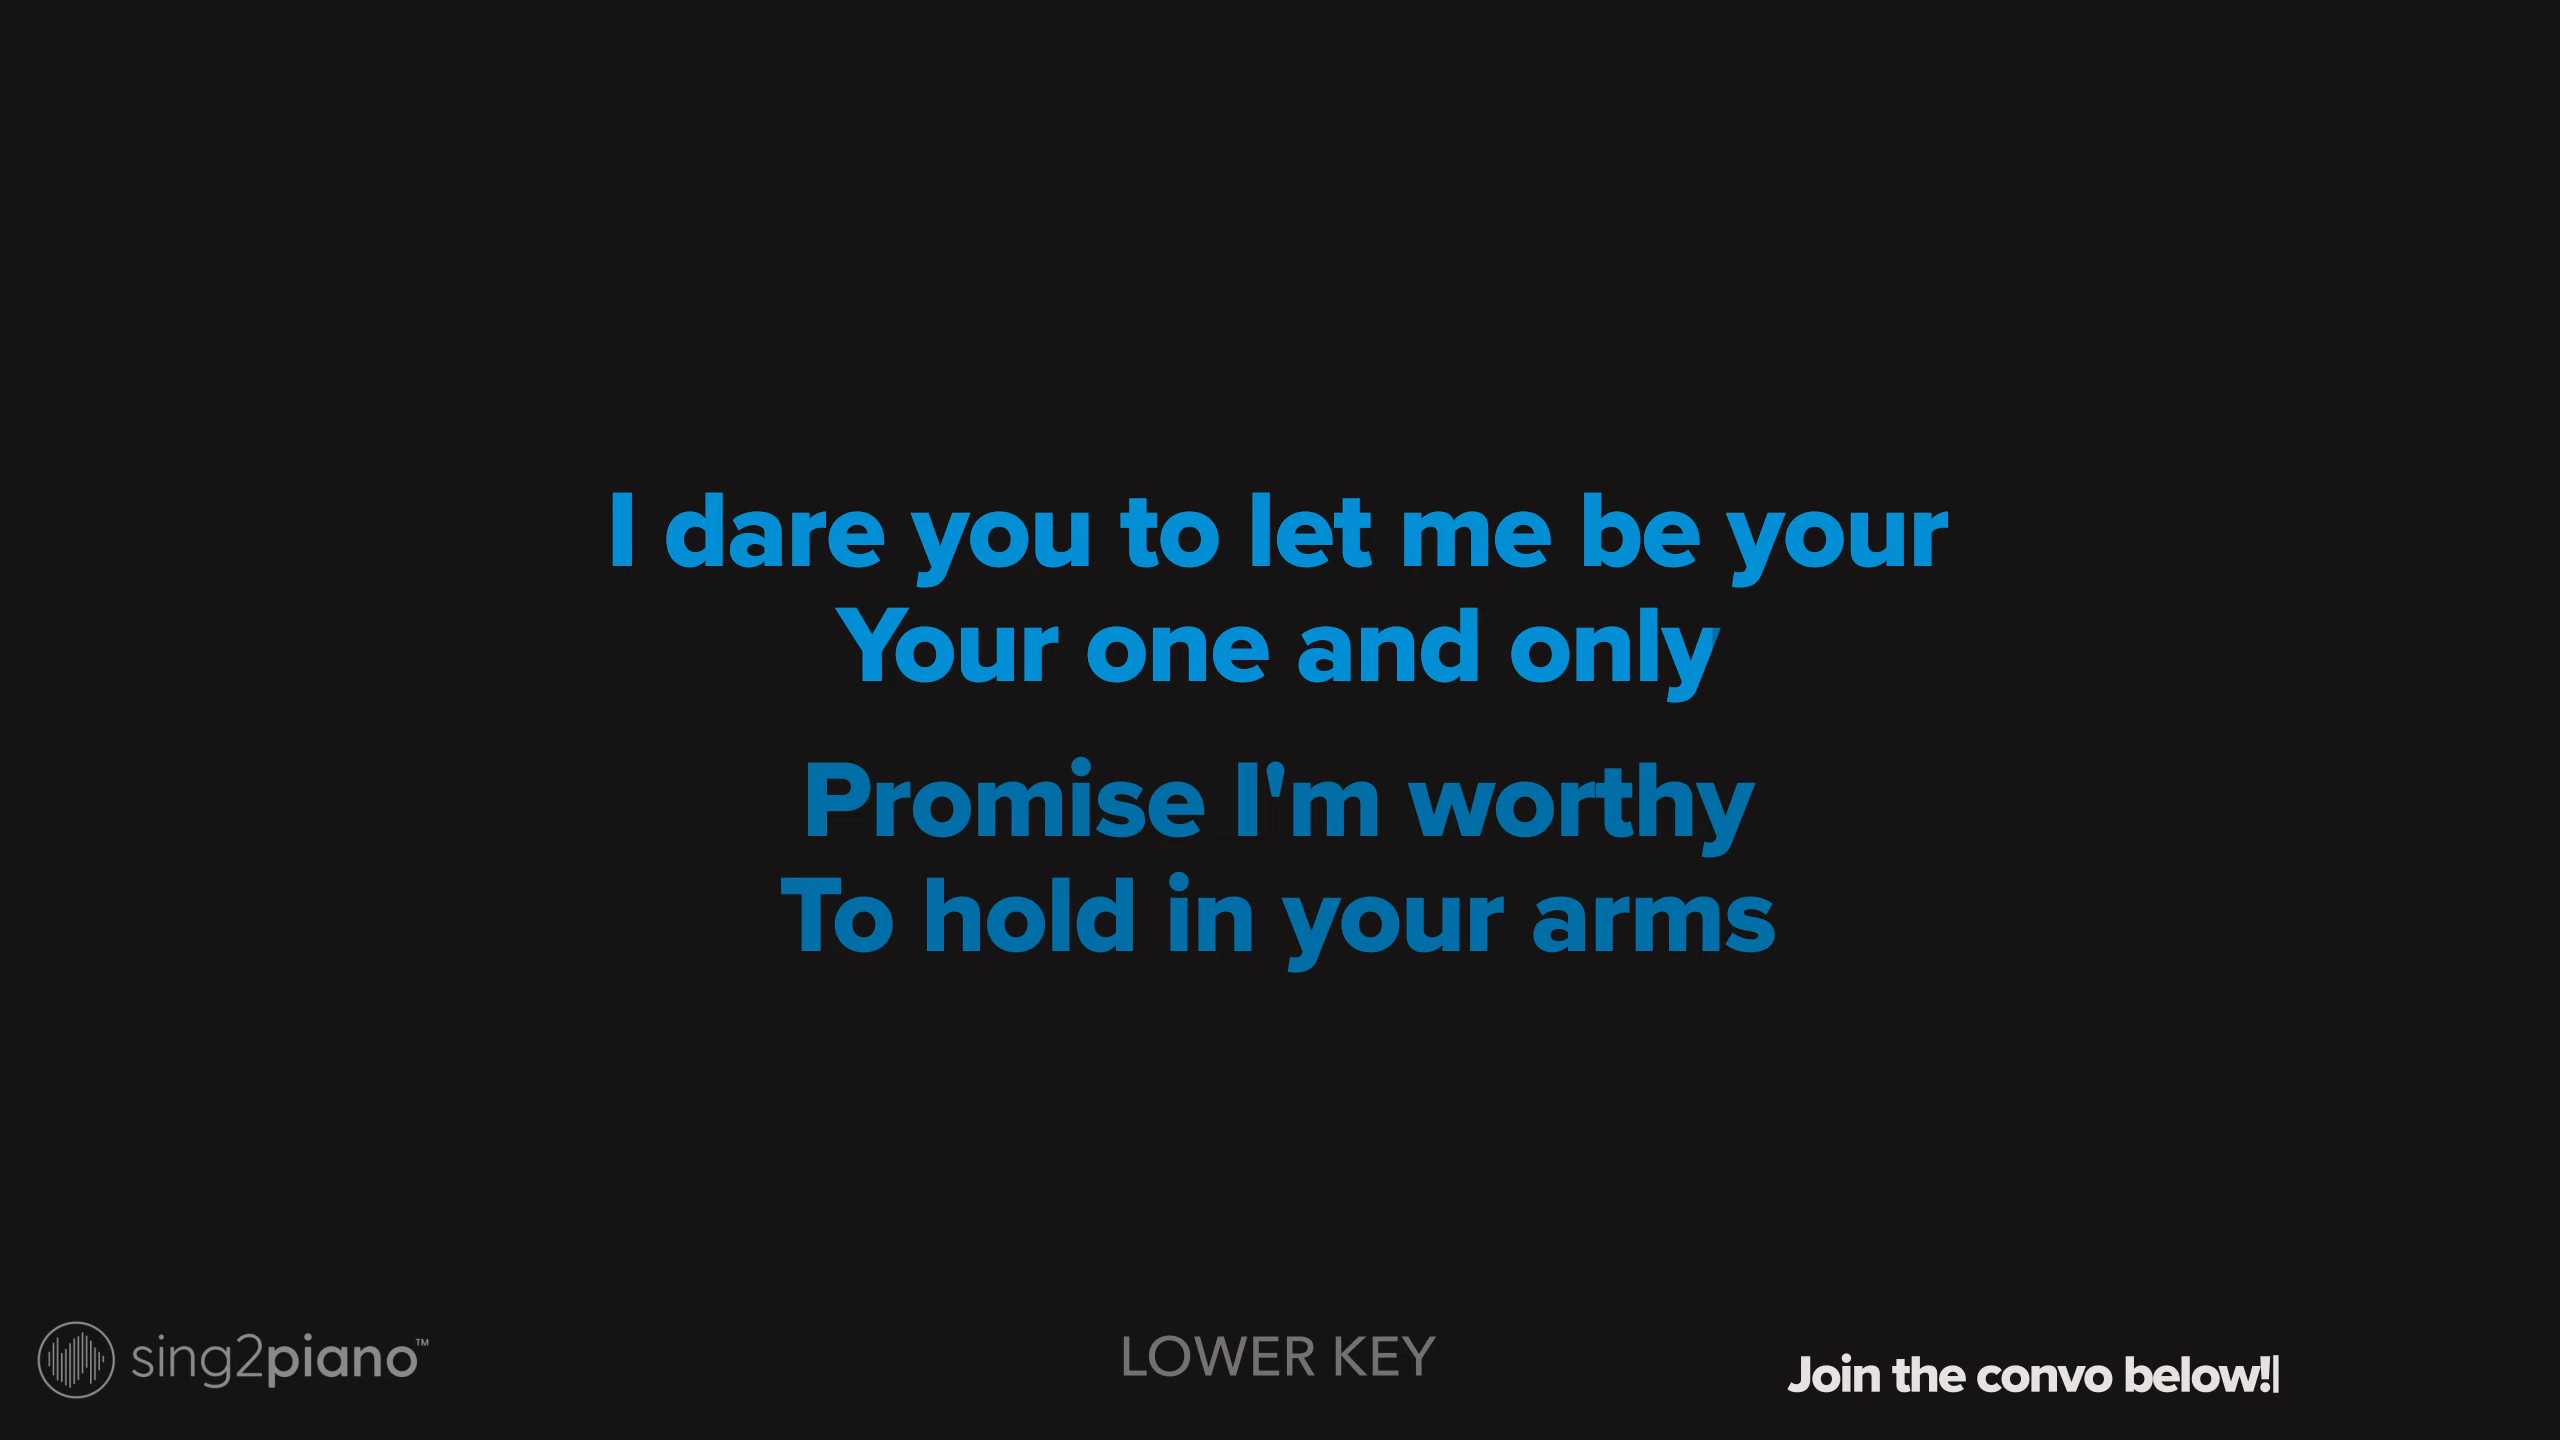 I dare you to let me be your
Your one and only
Promise I'm worthy
To hold in your arms
sing2piano™
LOWER KEY
Join the convo below!